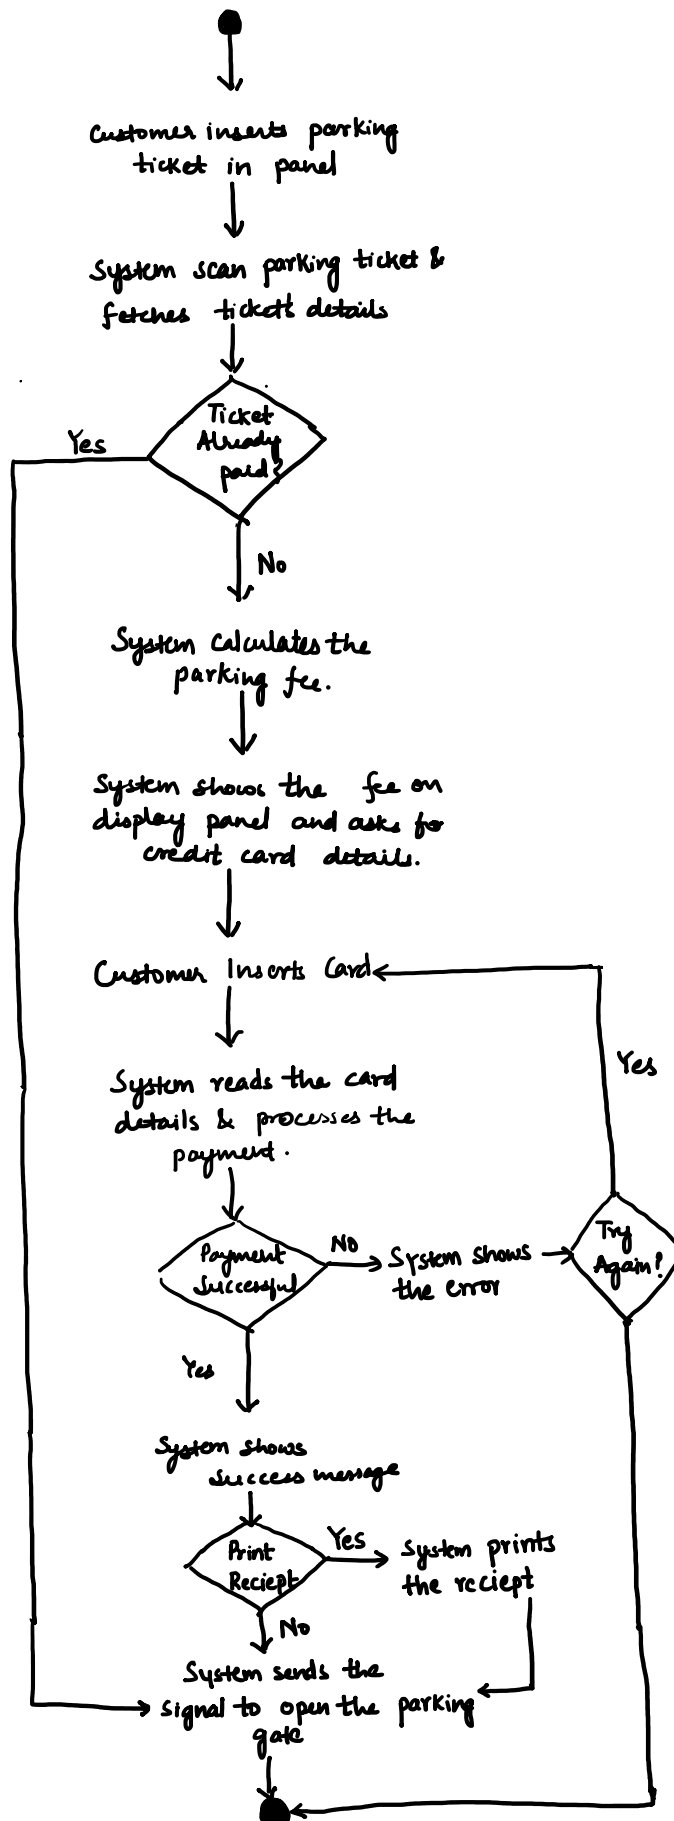 Customer inserts parking
ticket in panel
System scan parking ticket &
fetches ticket's details
Ticket
Already
paid?
Yes
No
System calculates the
parking fee.
System shows the fee on
display panel and asks for
credit card details.
Customer Inserts Card
Yes
System reads the card
details & processes the
payment.
Payment
Successful
NO
System shows
the error
Try
Again?
Yes
System shows
success message
Print
Reciept
Yes
System prints
the reciept
No
System sends the
signal to open the parking
gate